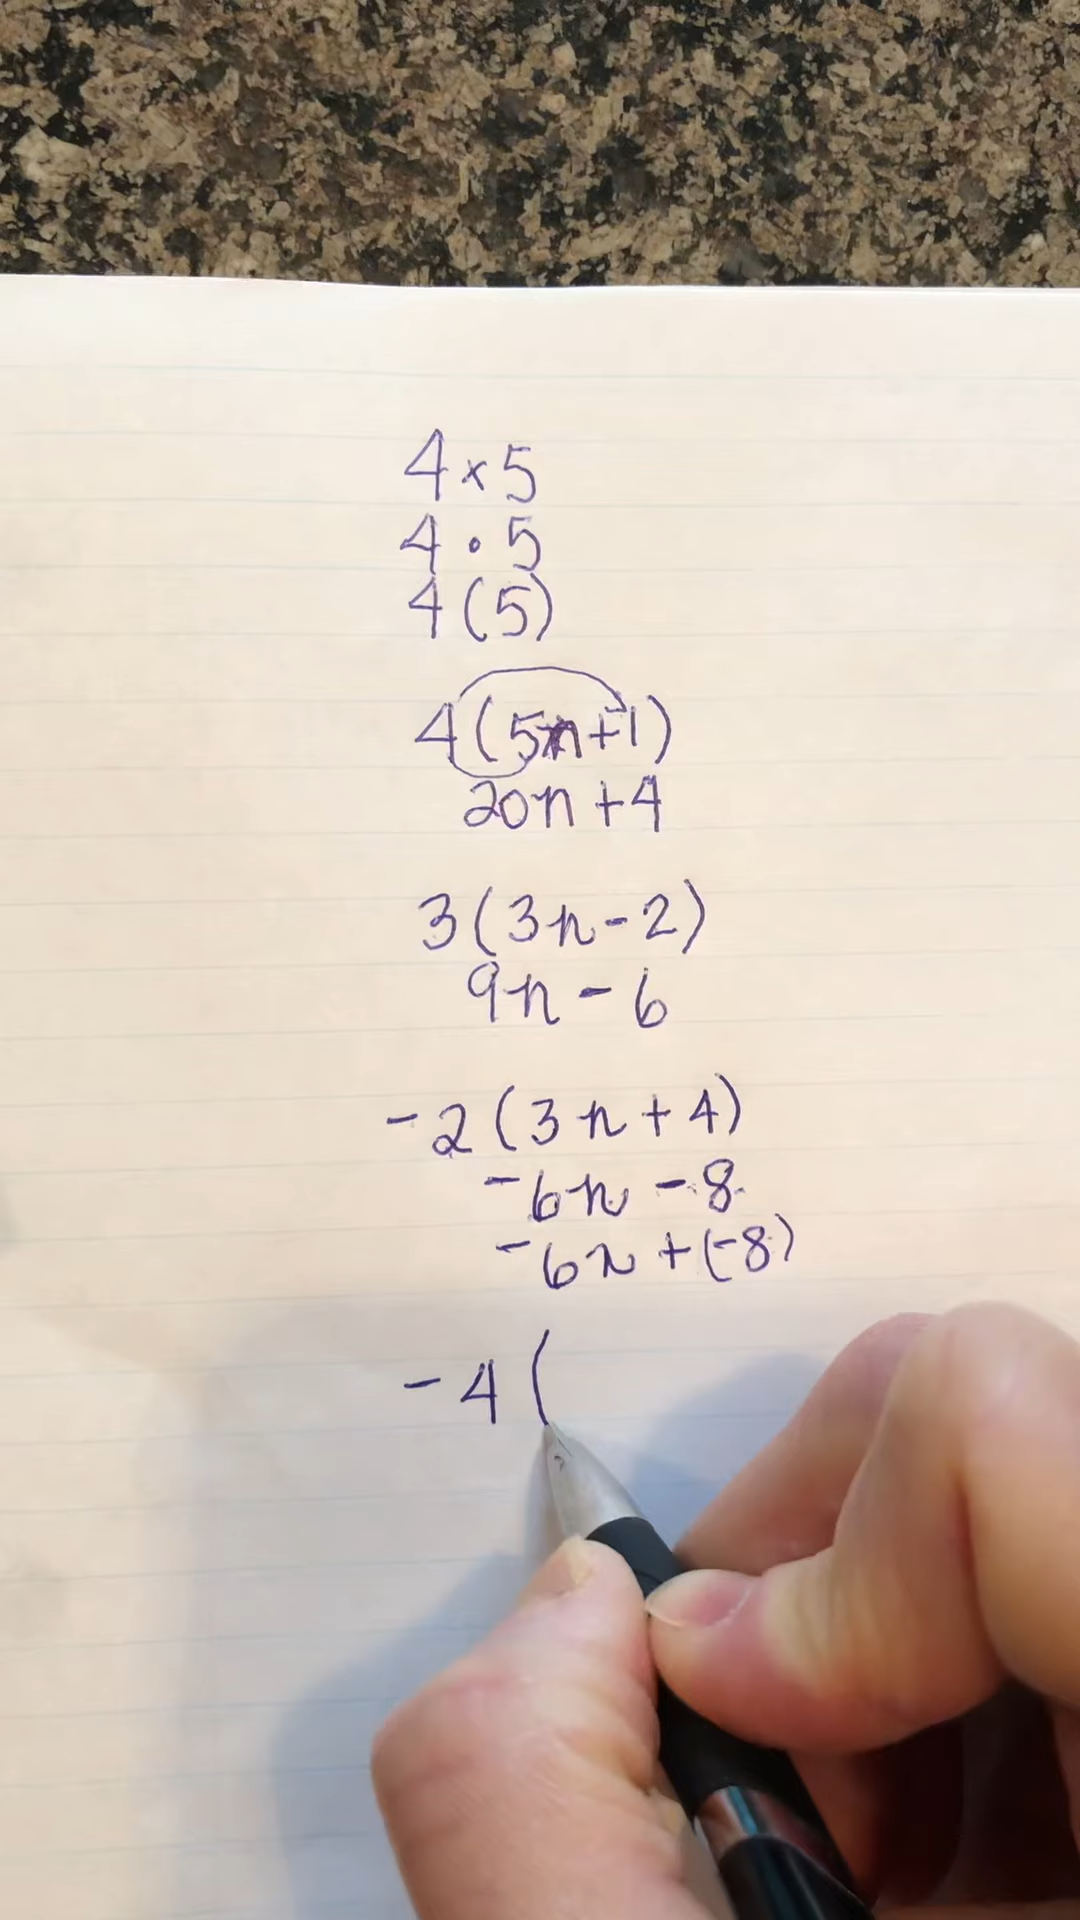 4 × 5
4 • 5
4 (5)
4 (5n+1)
20n + 4
3 (3n - 2)
9n - 6
-2 (3n + 4)
-6n - 8
-6n + (-8)
-4 (